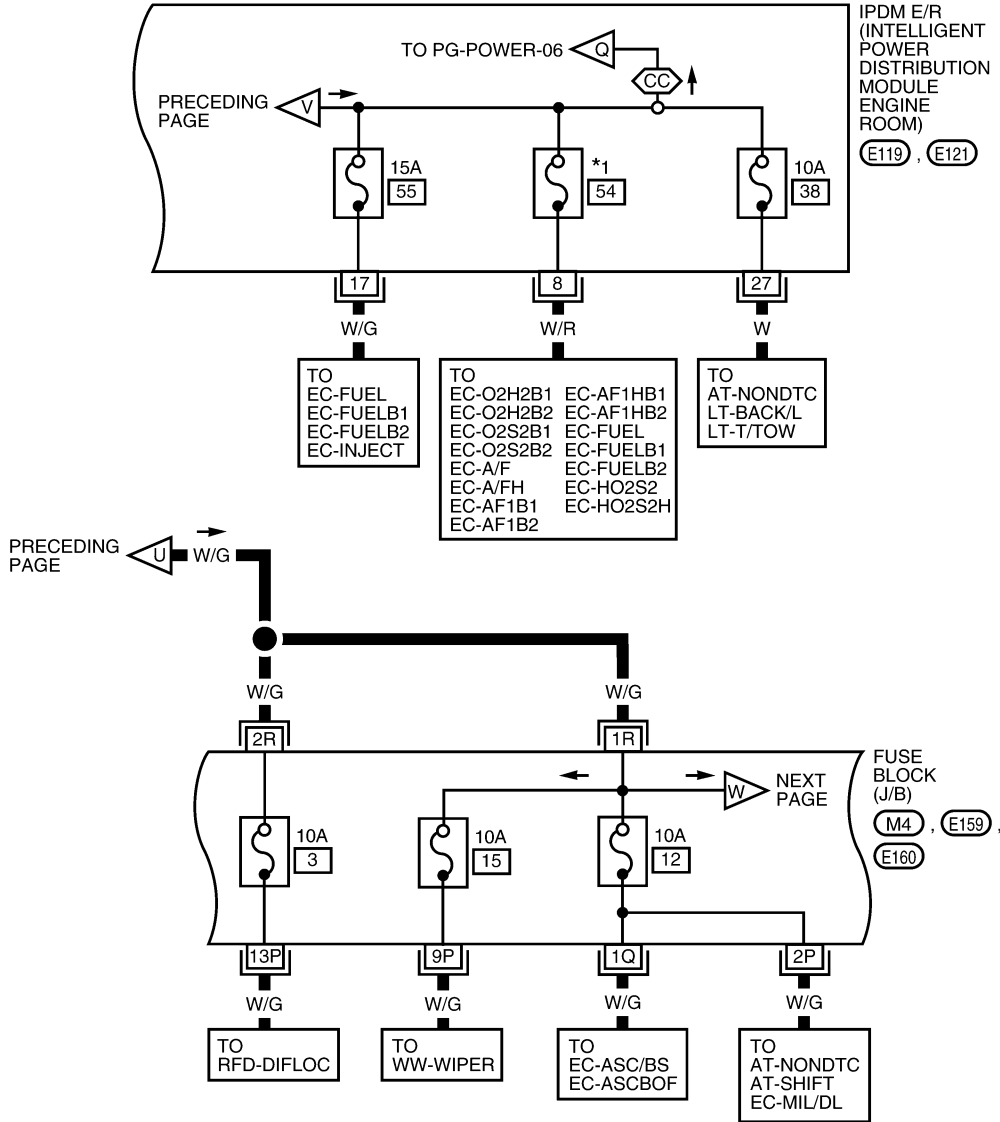 IPDM E/R
(INTELLIGENT
POWER
DISTRIBUTION
MODULE
ENGINE
ROOM)
E119 , E121
TO PG-POWER-06 Q
CC
PRECEDING
PAGE
V
15A
55
*1
54
10A
38
17
8
27
W/G
W/R
W
TO
EC-FUEL
EC-FUELB1
EC-FUELB2
EC-INJECT
TO
EC-O2H2B1 EC-AF1HB1
EC-O2H2B2 EC-AF1HB2
EC-O2S2B1 EC-FUEL
EC-O2S2B2 EC-FUELB1
EC-A/F EC-FUELB2
EC-A/FH EC-HO2S2
EC-AF1B1 EC-HO2S2H
EC-AF1B2
TO
AT-NONDTC
LT-BACK/L
LT-T/TOW
PRECEDING
PAGE
U
W/G
W/G
W/G
2R
1R
FUSE
BLOCK
(J/B)
M4 , E159 ,
E160
W
NEXT
PAGE
10A
3
10A
15
10A
12
13P
9P
1Q
2P
W/G
W/G
W/G
W/G
TO
RFD-DIFLOC
TO
WW-WIPER
TO
EC-ASC/BS
EC-ASCBOF
TO
AT-NONDTC
AT-SHIFT
EC-MIL/DL